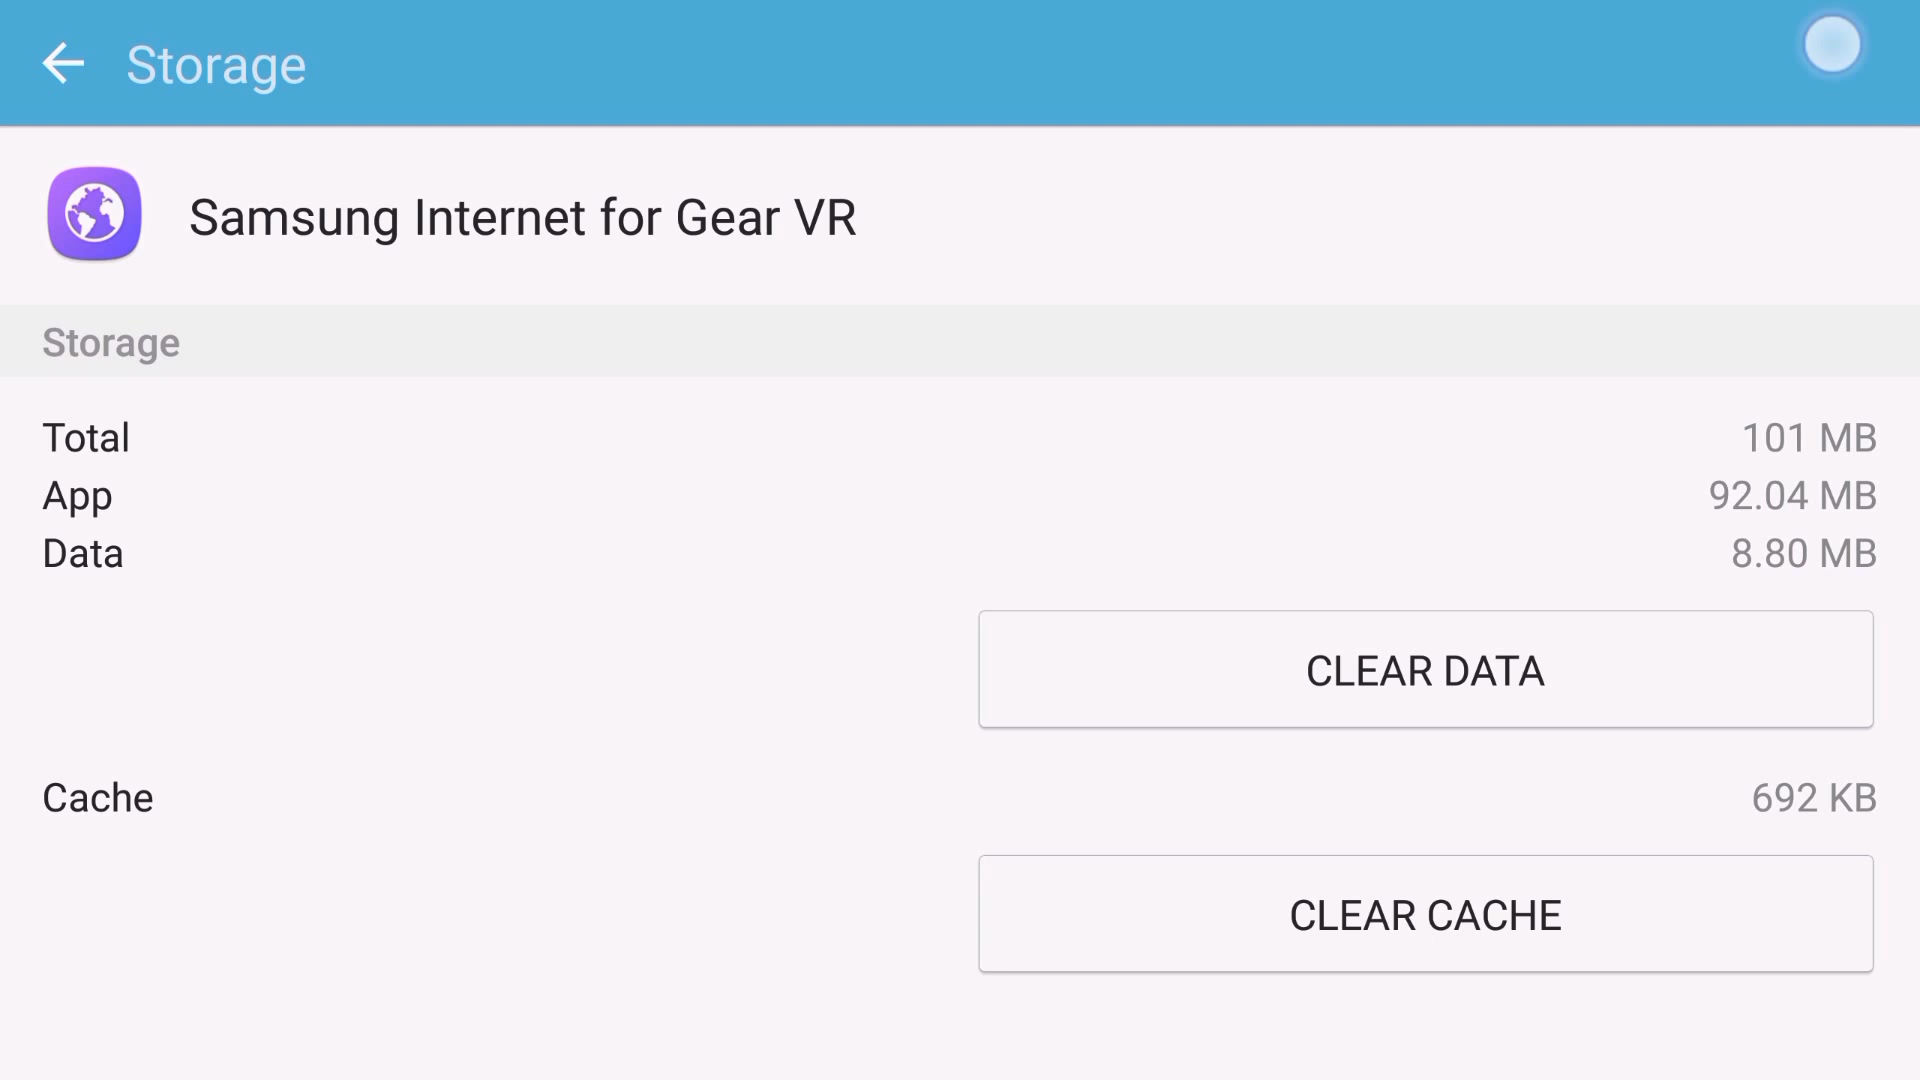 Storage
Samsung Internet for Gear VR
Storage
Total 101 MB
App 92.04 MB
Data 8.80 MB
CLEAR DATA
Cache 692 KB
CLEAR CACHE